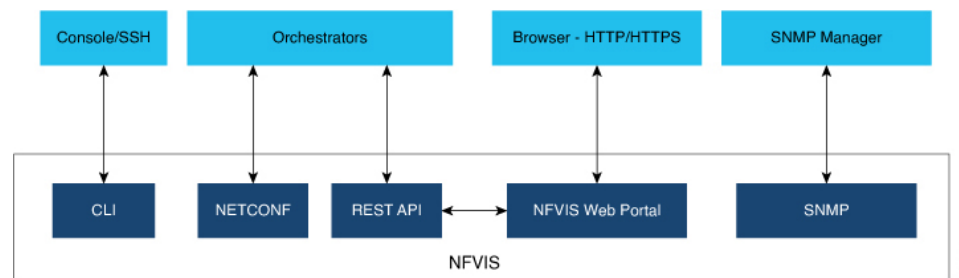 Console/SSH
Orchestrators
Browser - HTTP/HTTPS
SNMP Manager
CLI
NETCONF
REST API
NFVIS Web Portal
SNMP
NFVIS